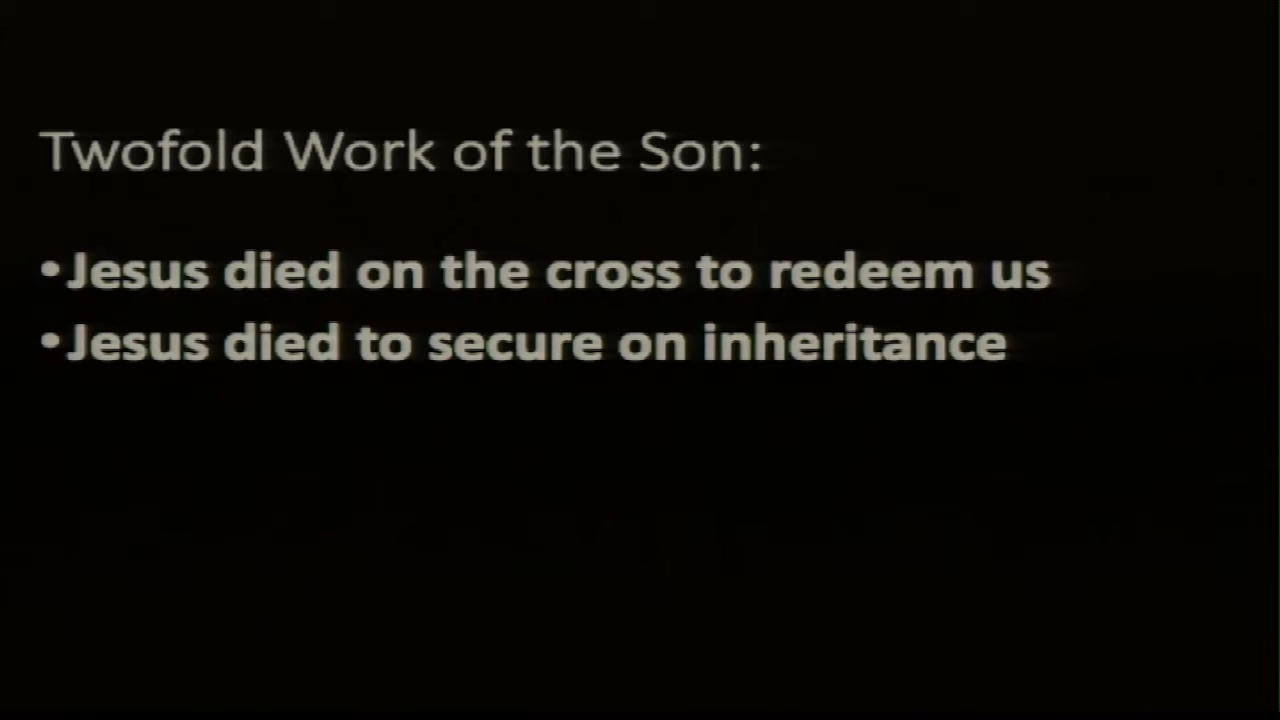 Twofold Work of the Son:
•Jesus died on the cross to redeem us
•Jesus died to secure on inheritance